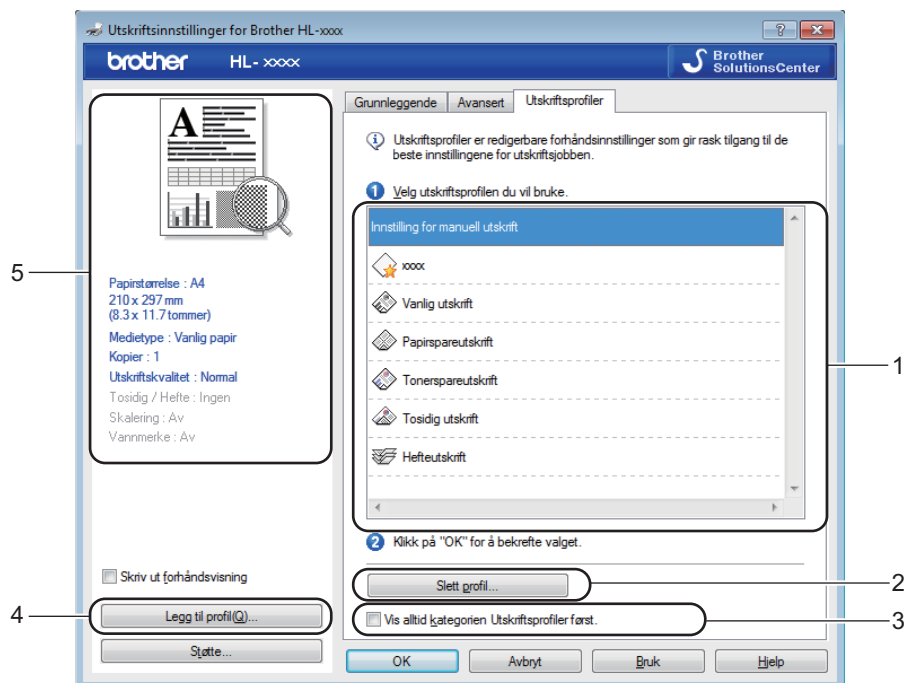 Utskriftsinnstillinger for Brother HL-xxxx
brother HL- xxxx
Brother
SolutionsCenter
A
Papirstørrelse : A4
210 x 297 mm
(8.3 x 11.7 tommer)
Medietype : Vanlig papir
Kopier : 1
Utskriftskvalitet : Normal
Tosidig / Hefte : Ingen
Skalering : Av
Vannmerke : Av
Skriv ut forhåndsvisning
Legg til profil(Q)...
Støtte...
Grunnleggende Avansert Utskriftsprofiler
Utskriftsprofiler er redigerbare forhåndsinnstillinger som gir rask tilgang til de
beste innstillingene for utskriftsjobben.
1 Velg utskriftsprofilen du vil bruke.
Innstilling for manuell utskrift
xxxx
Vanlig utskrift
Papirspareutskrift
Tonerspareutskrift
Tosidig utskrift
Hefteutskrift
2 Klikk på "OK" for å bekrefte valget.
Slett profil...
Vis alltid kategorien Utskriftsprofiler først.
OK Avbryt Bruk Hjelp
1
2
3
4
5